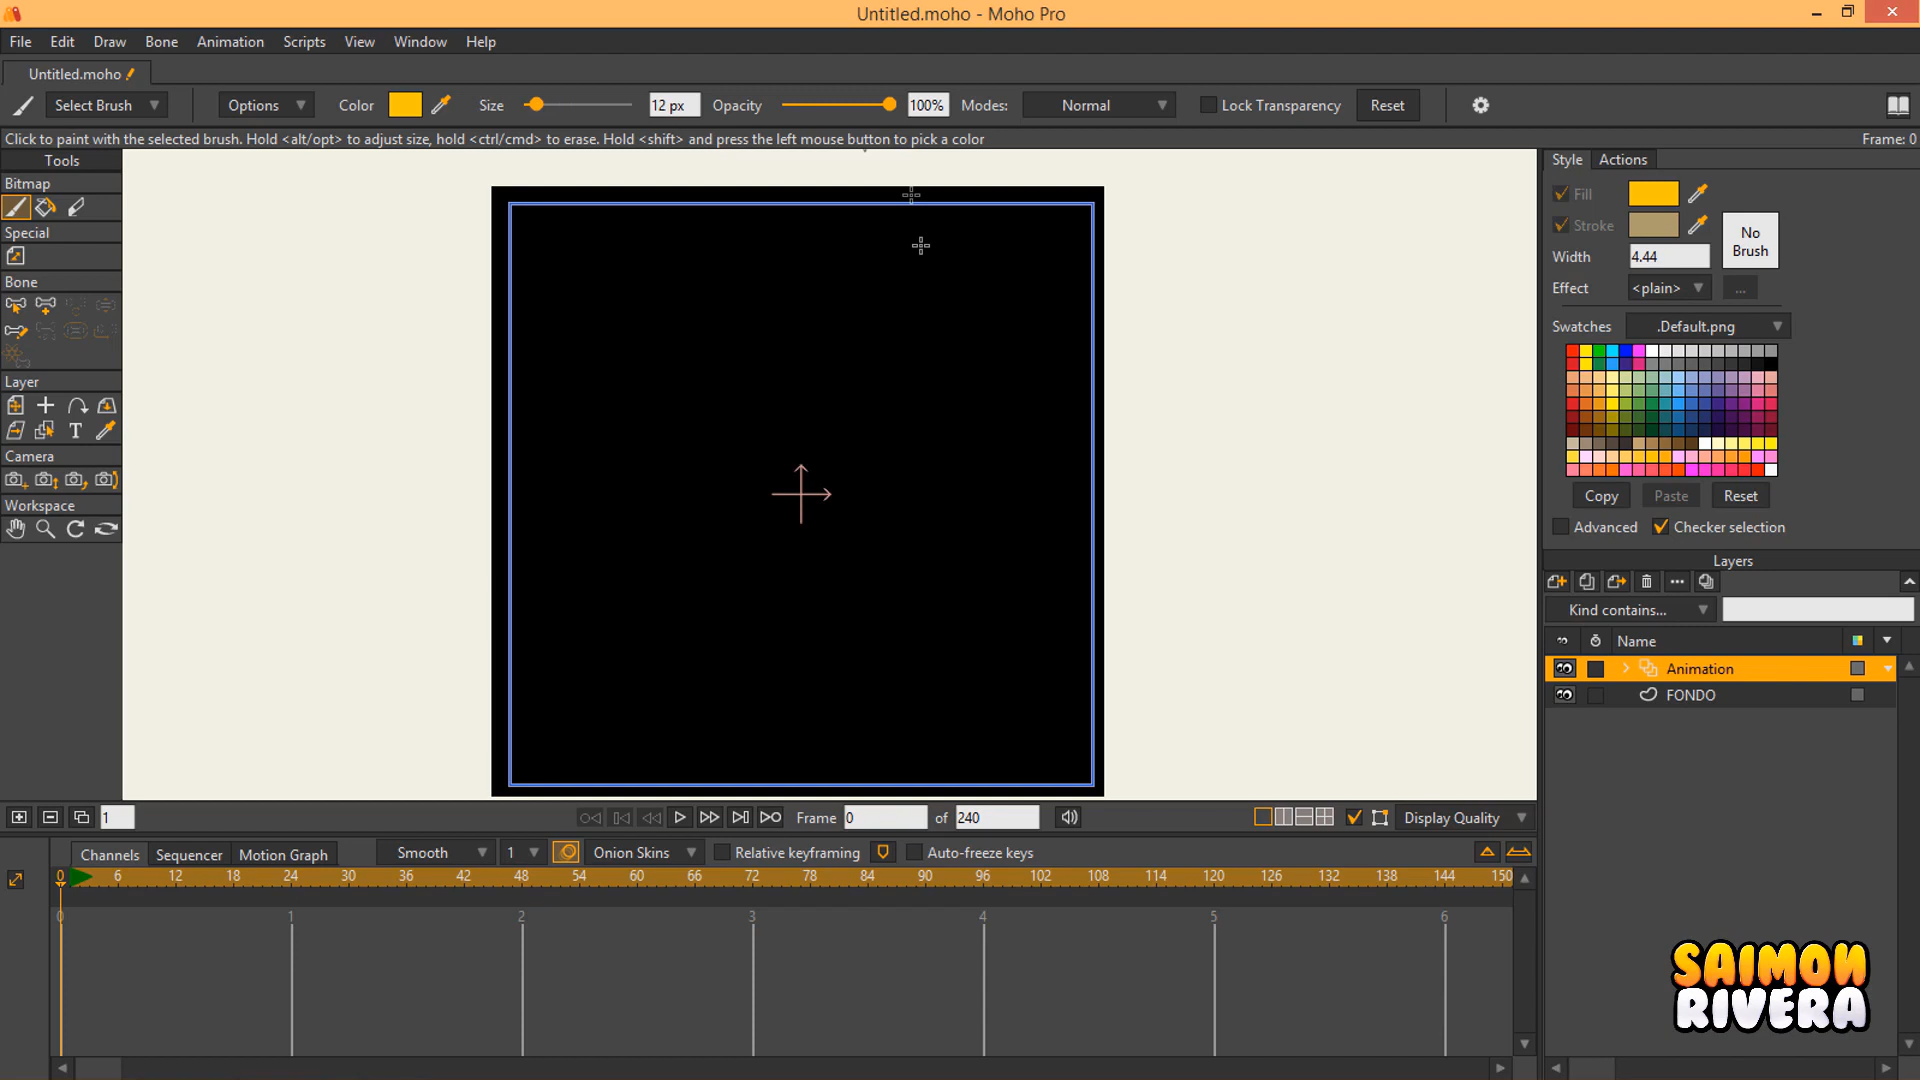 Untitled.moho - Moho Pro
File Edit Draw Bone Animation Scripts View Window Help
Untitled.moho
Select Brush Options Color Size 12 px Opacity 100% Modes: Normal Lock Transparency Reset
Click to paint with the selected brush. Hold <alt/opt> to adjust size, hold <ctrl/cmd> to erase. Hold <shift> and press the left mouse button to pick a color Frame: 0
Tools
Bitmap
Special
Bone
Layer
T
Camera
Workspace
Style Actions
Fill
Stroke
No Brush
Width 4.44
Effect <plain> ...
Swatches .Default.png
Copy Paste Reset
Advanced Checker selection
Layers
Kind contains...
Name
Animation
FONDO
1 Frame 0 of 240 Display Quality
Channels Sequencer Motion Graph Smooth 1 Onion Skins Relative keyframing Auto-freeze keys
0 6 12 18 24 30 36 42 48 54 60 66 72 78 84 90 96 102 108 114 120 126 132 138 144 150
0 1 2 3 4 5 6
SAIMON
RIVERA